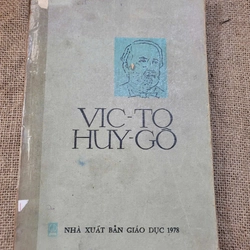 VIC-TO
HUY-GÔ
NHÀ XUẤT BẢN GIÁO DỤC 1978